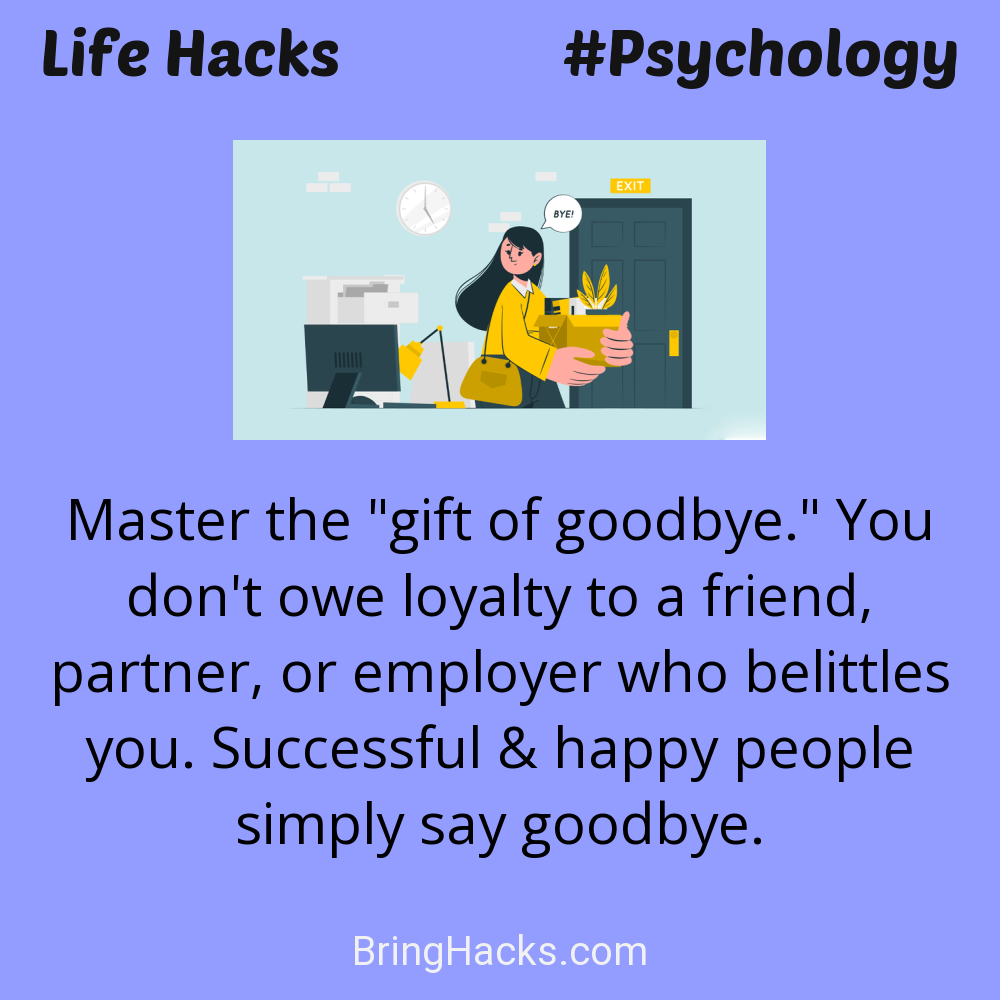 Life Hacks #Psychology
EXIT
BYE!
Master the "gift of goodbye." You
don't owe loyalty to a friend,
partner, or employer who belittles
you. Successful & happy people
simply say goodbye.
BringHacks.com